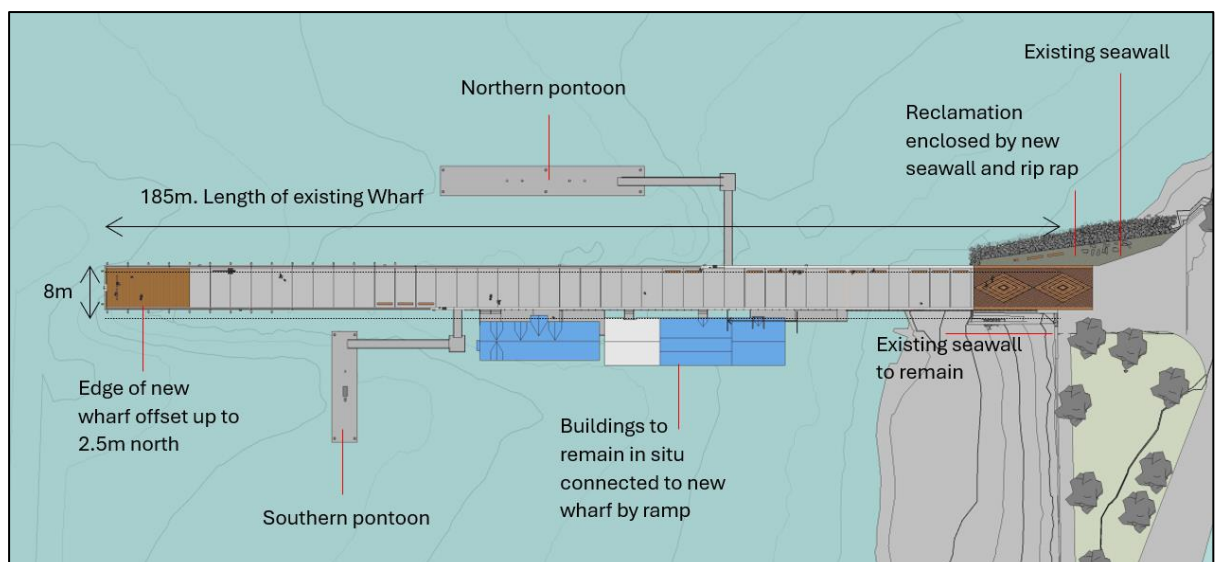 Existing seawall
Northern pontoon
Reclamation
enclosed by new
seawall and rip rap
185m. Length of existing Wharf
8m
Existing seawall
to remain
Edge of new
wharf offset up to
2.5m north
Buildings to
remain in situ
connected to new
wharf by ramp
Southern pontoon